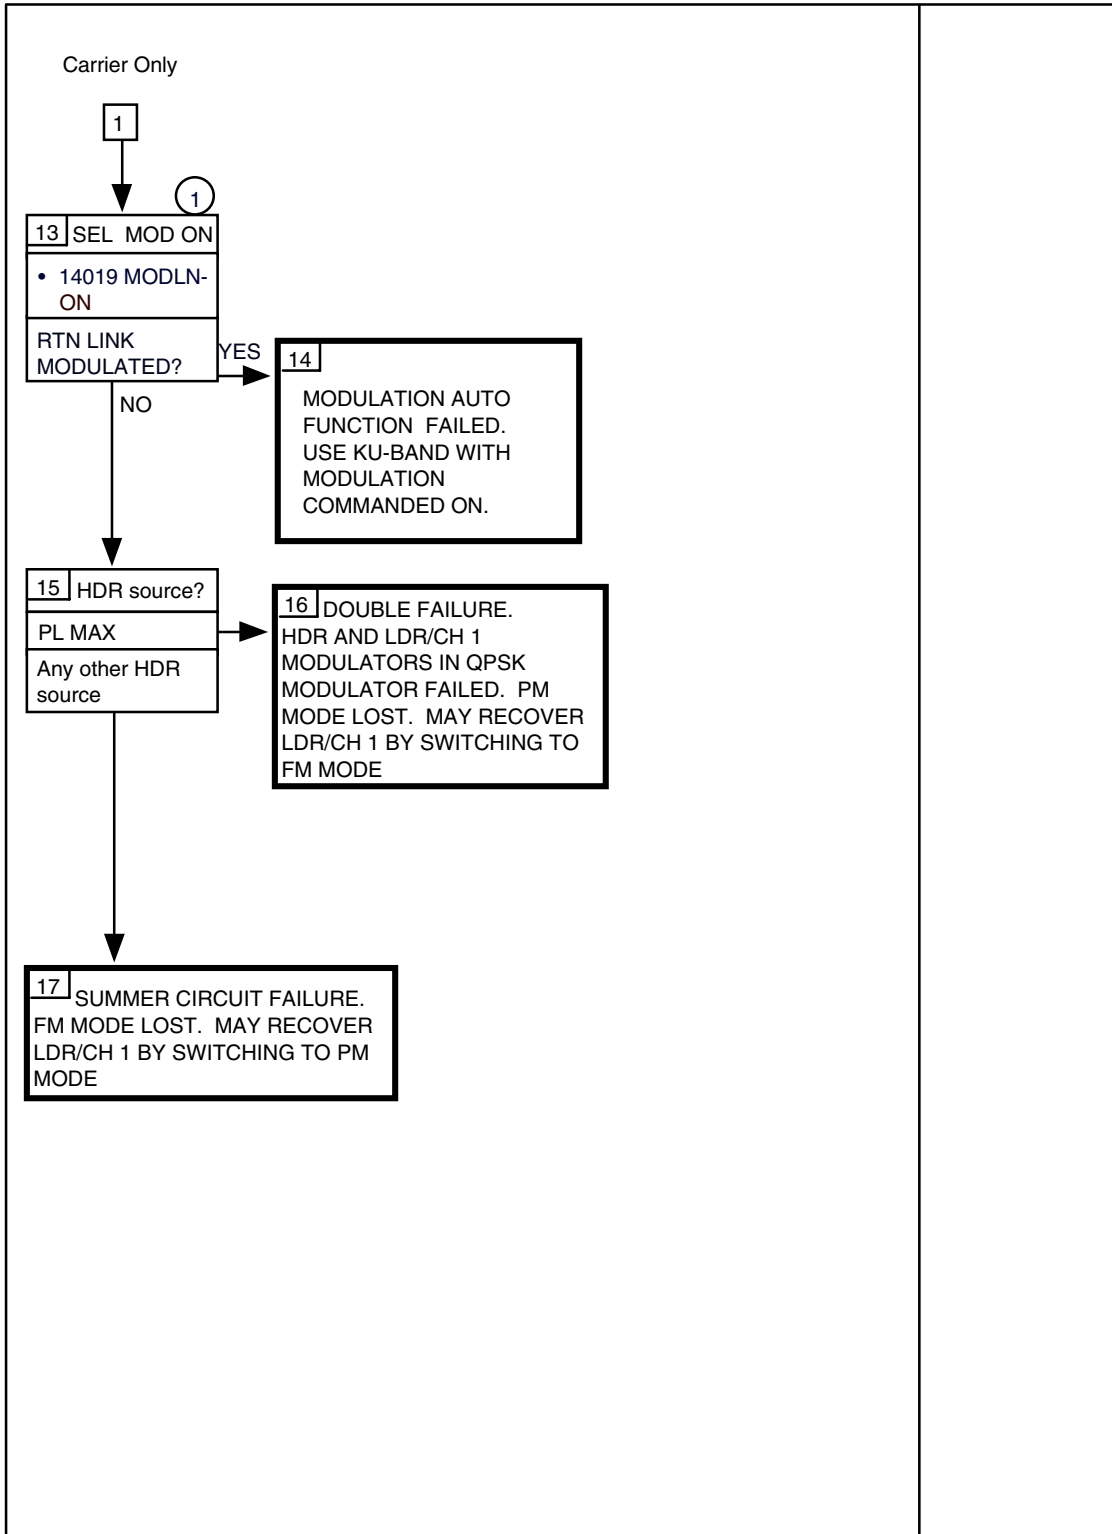 Carrier Only
1
1
13 SEL MOD ON
• 14019 MODLN-
ON
RTN LINK
MODULATED?
YES
NO
14
MODULATION AUTO
FUNCTION FAILED.
USE KU-BAND WITH
MODULATION
COMMANDED ON.
15 HDR source?
PL MAX
Any other HDR
source
16 DOUBLE FAILURE.
HDR AND LDR/CH 1
MODULATORS IN QPSK
MODULATOR FAILED. PM
MODE LOST. MAY RECOVER
LDR/CH 1 BY SWITCHING TO
FM MODE
17 SUMMER CIRCUIT FAILURE.
FM MODE LOST. MAY RECOVER
LDR/CH 1 BY SWITCHING TO PM
MODE